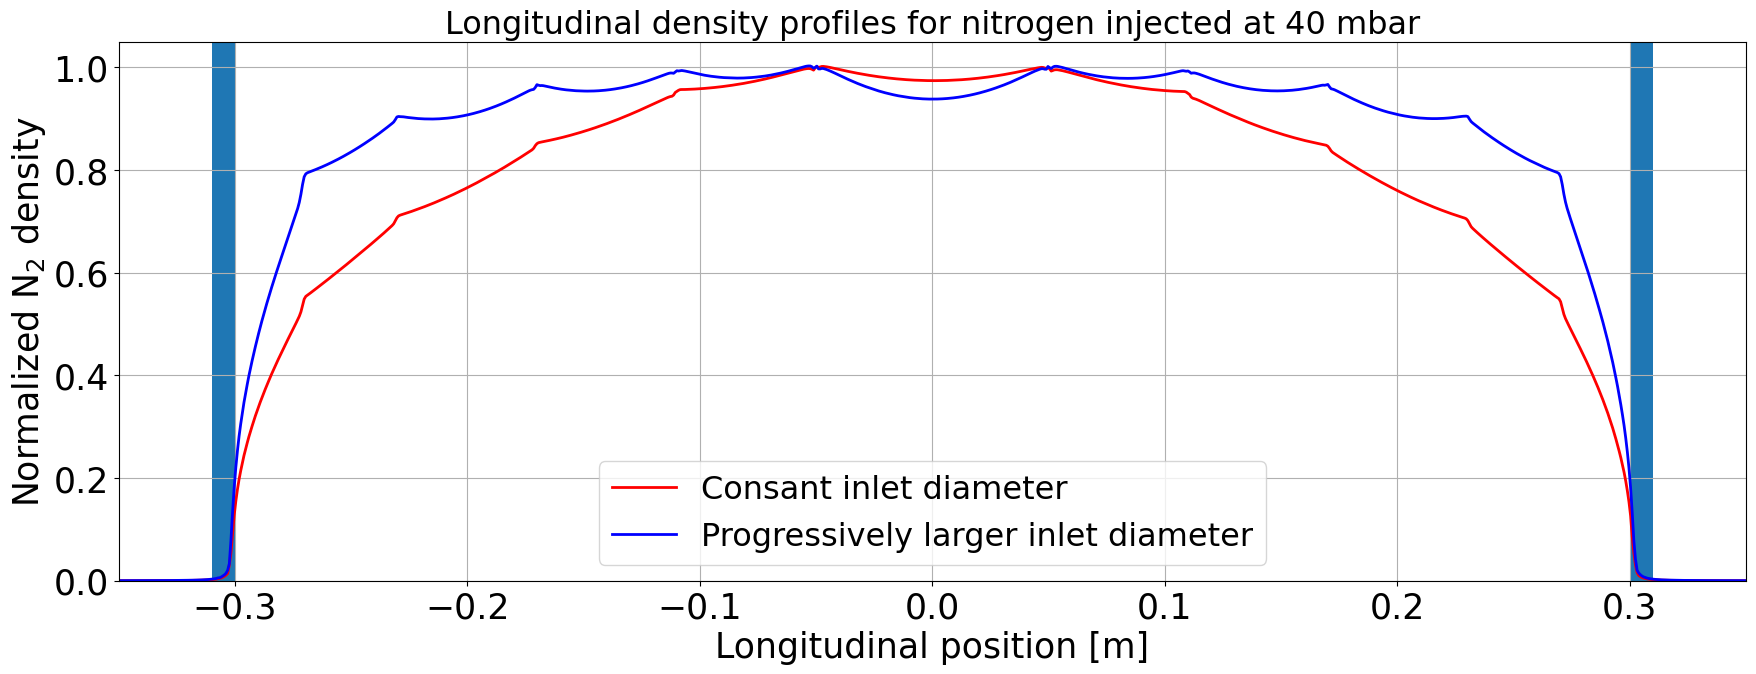 Longitudinal density profiles for nitrogen injected at 40 mbar
Normalized N₂ density
1.0
0.8
0.6
0.4
0.2
0.0
Consant inlet diameter
Progressively larger inlet diameter
−0.3 −0.2 −0.1 0.0 0.1 0.2 0.3
Longitudinal position [m]